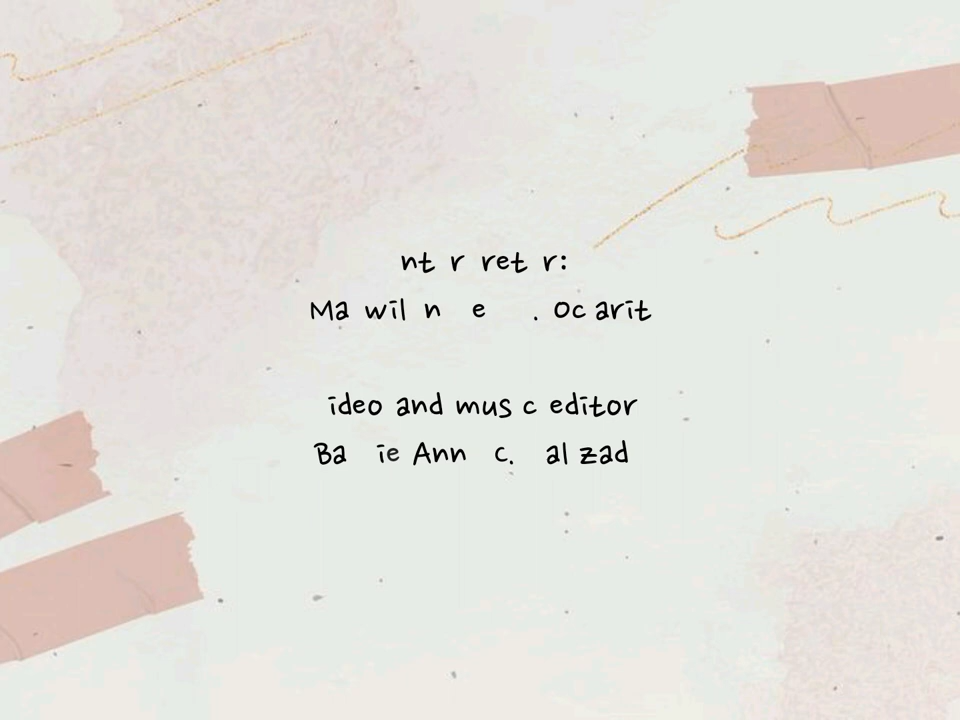 nt r ret r:
Ma wil n e . Oc arit
ideo and mus c editor
Ba ie Ann c. al zad